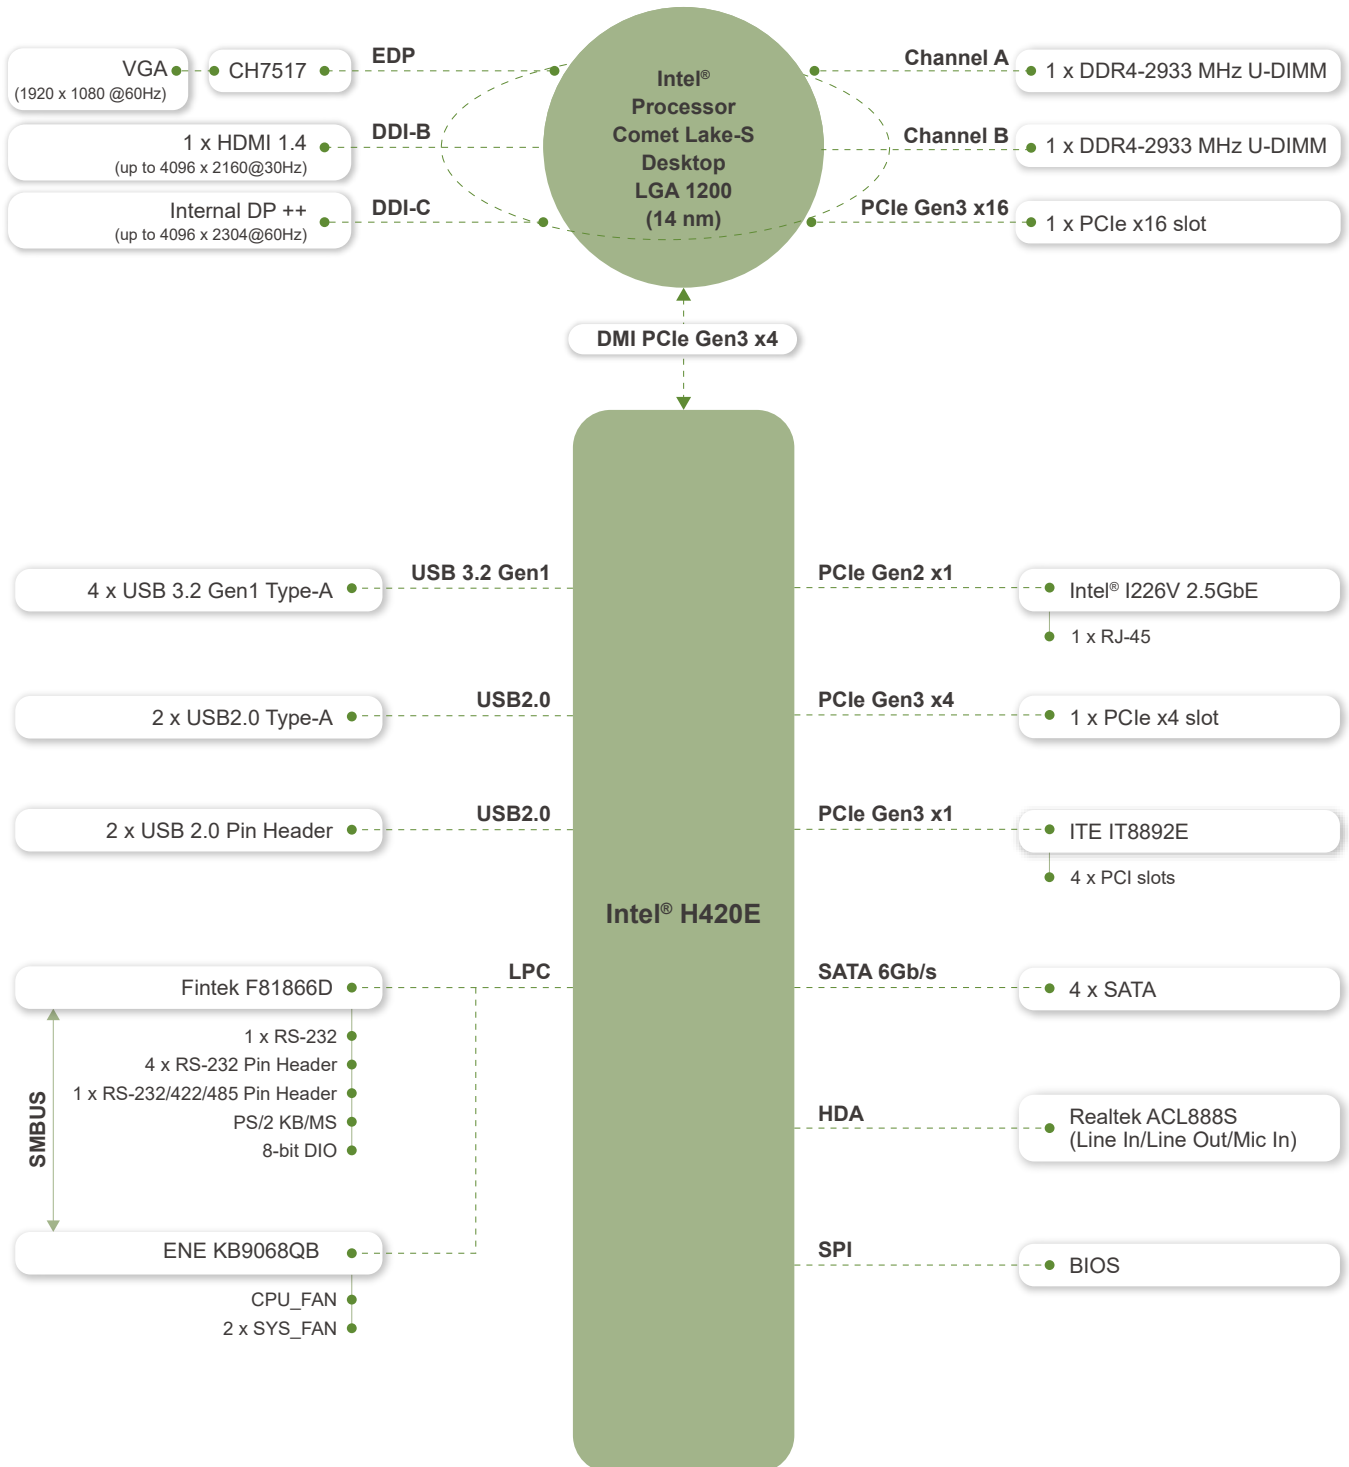 VGA
(1920 x 1080 @60Hz)
CH7517
EDP
1 x HDMI 1.4
(up to 4096 x 2160@30Hz)
DDI-B
Internal DP ++
(up to 4096 x 2304@60Hz)
DDI-C
Intel®
Processor
Comet Lake-S
Desktop
LGA 1200
(14 nm)
Channel A
1 x DDR4-2933 MHz U-DIMM
Channel B
1 x DDR4-2933 MHz U-DIMM
PCIe Gen3 x16
1 x PCIe x16 slot
DMI PCIe Gen3 x4
Intel® H420E
4 x USB 3.2 Gen1 Type-A
USB 3.2 Gen1
2 x USB2.0 Type-A
USB2.0
2 x USB 2.0 Pin Header
USB2.0
Fintek F81866D
LPC
1 x RS-232
4 x RS-232 Pin Header
1 x RS-232/422/485 Pin Header
PS/2 KB/MS
8-bit DIO
SMBUS
ENE KB9068QB
CPU_FAN
2 x SYS_FAN
PCIe Gen2 x1
Intel® I226V 2.5GbE
1 x RJ-45
PCIe Gen3 x4
1 x PCIe x4 slot
PCIe Gen3 x1
ITE IT8892E
4 x PCI slots
SATA 6Gb/s
4 x SATA
HDA
Realtek ACL888S
(Line In/Line Out/Mic In)
SPI
BIOS